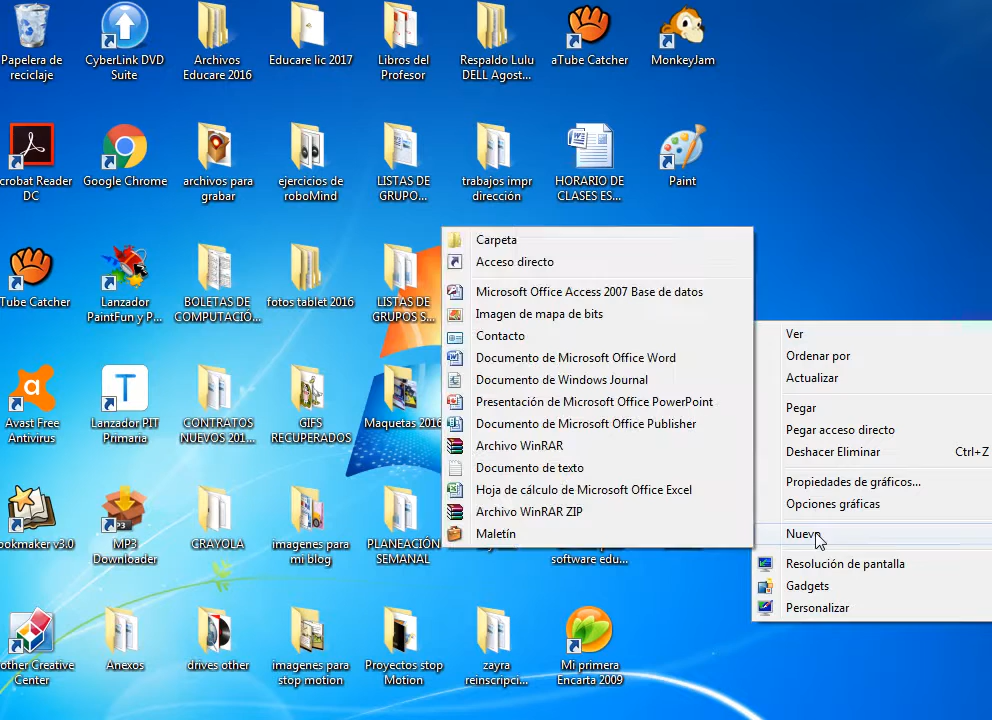 Papelera de
reciclaje
CyberLink DVD
Suite
Archivos
Educare 2016
Educare lic 2017
Libros del
Profesor
Respaldo Lulu
DELL Agost...
aTube Catcher
MonkeyJam
crobat Reader
DC
Google Chrome
archivos para
grabar
ejercicios de
roboMind
LISTAS DE
GRUPO...
trabajos impr
dirección
HORARIO DE
CLASES ES...
Paint
Tube Catcher
Lanzador
PaintFun y P...
BOLETAS DE
COMPUTACIÓ...
fotos tablet 2016
LISTAS DE
GRUPOS S...
Avast Free
Antivirus
Lanzador PIT
Primaria
CONTRATOS
NUEVOS 201...
GIFS
RECUPERADOS
Maquetas 2016
ookmaker v3.0
MP3
Downloader
CRAYOLA
imagenes para
mi blog
PLANEACIÓN
SEMANAL
software edu...
other Creative
Center
Anexos
drives other
imagenes para
stop motion
Proyectos stop
Motion
zayra
reinscripci...
Mi primera
Encarta 2009
Carpeta
Acceso directo
Microsoft Office Access 2007 Base de datos
Imagen de mapa de bits
Contacto
Documento de Microsoft Office Word
Documento de Windows Journal
Presentación de Microsoft Office PowerPoint
Documento de Microsoft Office Publisher
Archivo WinRAR
Documento de texto
Hoja de cálculo de Microsoft Office Excel
Archivo WinRAR ZIP
Maletín
Ver
Ordenar por
Actualizar
Pegar
Pegar acceso directo
Deshacer Eliminar Ctrl+Z
Propiedades de gráficos...
Opciones gráficas
Nuevo
Resolución de pantalla
Gadgets
Personalizar